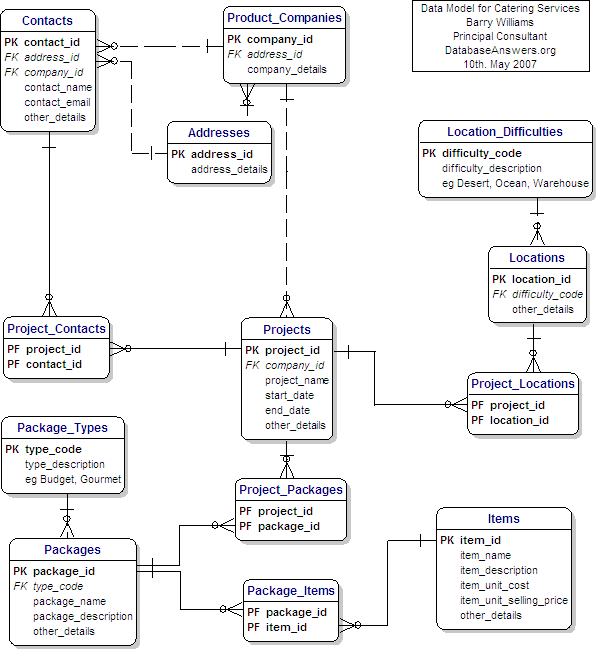 Data Model for Catering Services
Barry Williams
Principal Consultant
DatabaseAnswers.org
10th. May 2007
Contacts
PK contact_id
FK address_id
FK company_id
contact_name
contact_email
other_details
Product_Companies
PK company_id
FK address_id
company_details
Addresses
PK address_id
address_details
Location_Difficulties
PK difficulty_code
difficulty_description
eg Desert, Ocean, Warehouse
Locations
PK location_id
FK difficulty_code
other_details
Project_Contacts
PF project_id
PF contact_id
Projects
PK project_id
FK company_id
project_name
start_date
end_date
other_details
Project_Locations
PF project_id
PF location_id
Package_Types
PK type_code
type_description
eg Budget, Gourmet
Project_Packages
PF project_id
PF package_id
Packages
PK package_id
FK type_code
package_name
package_description
other_details
Package_Items
PF package_id
PF item_id
Items
PK item_id
item_name
item_description
item_unit_cost
item_unit_selling_price
other_details